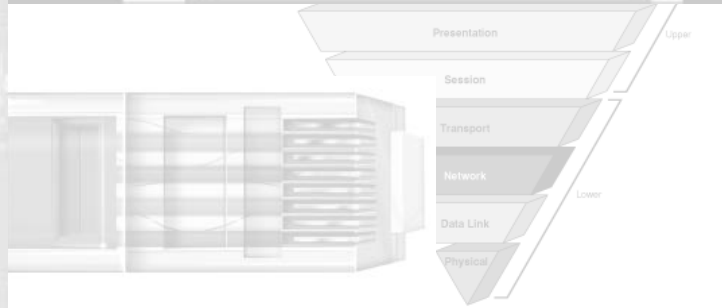 Presentation
Upper
Session
Transport
Network
Lower
Data Link
Physical